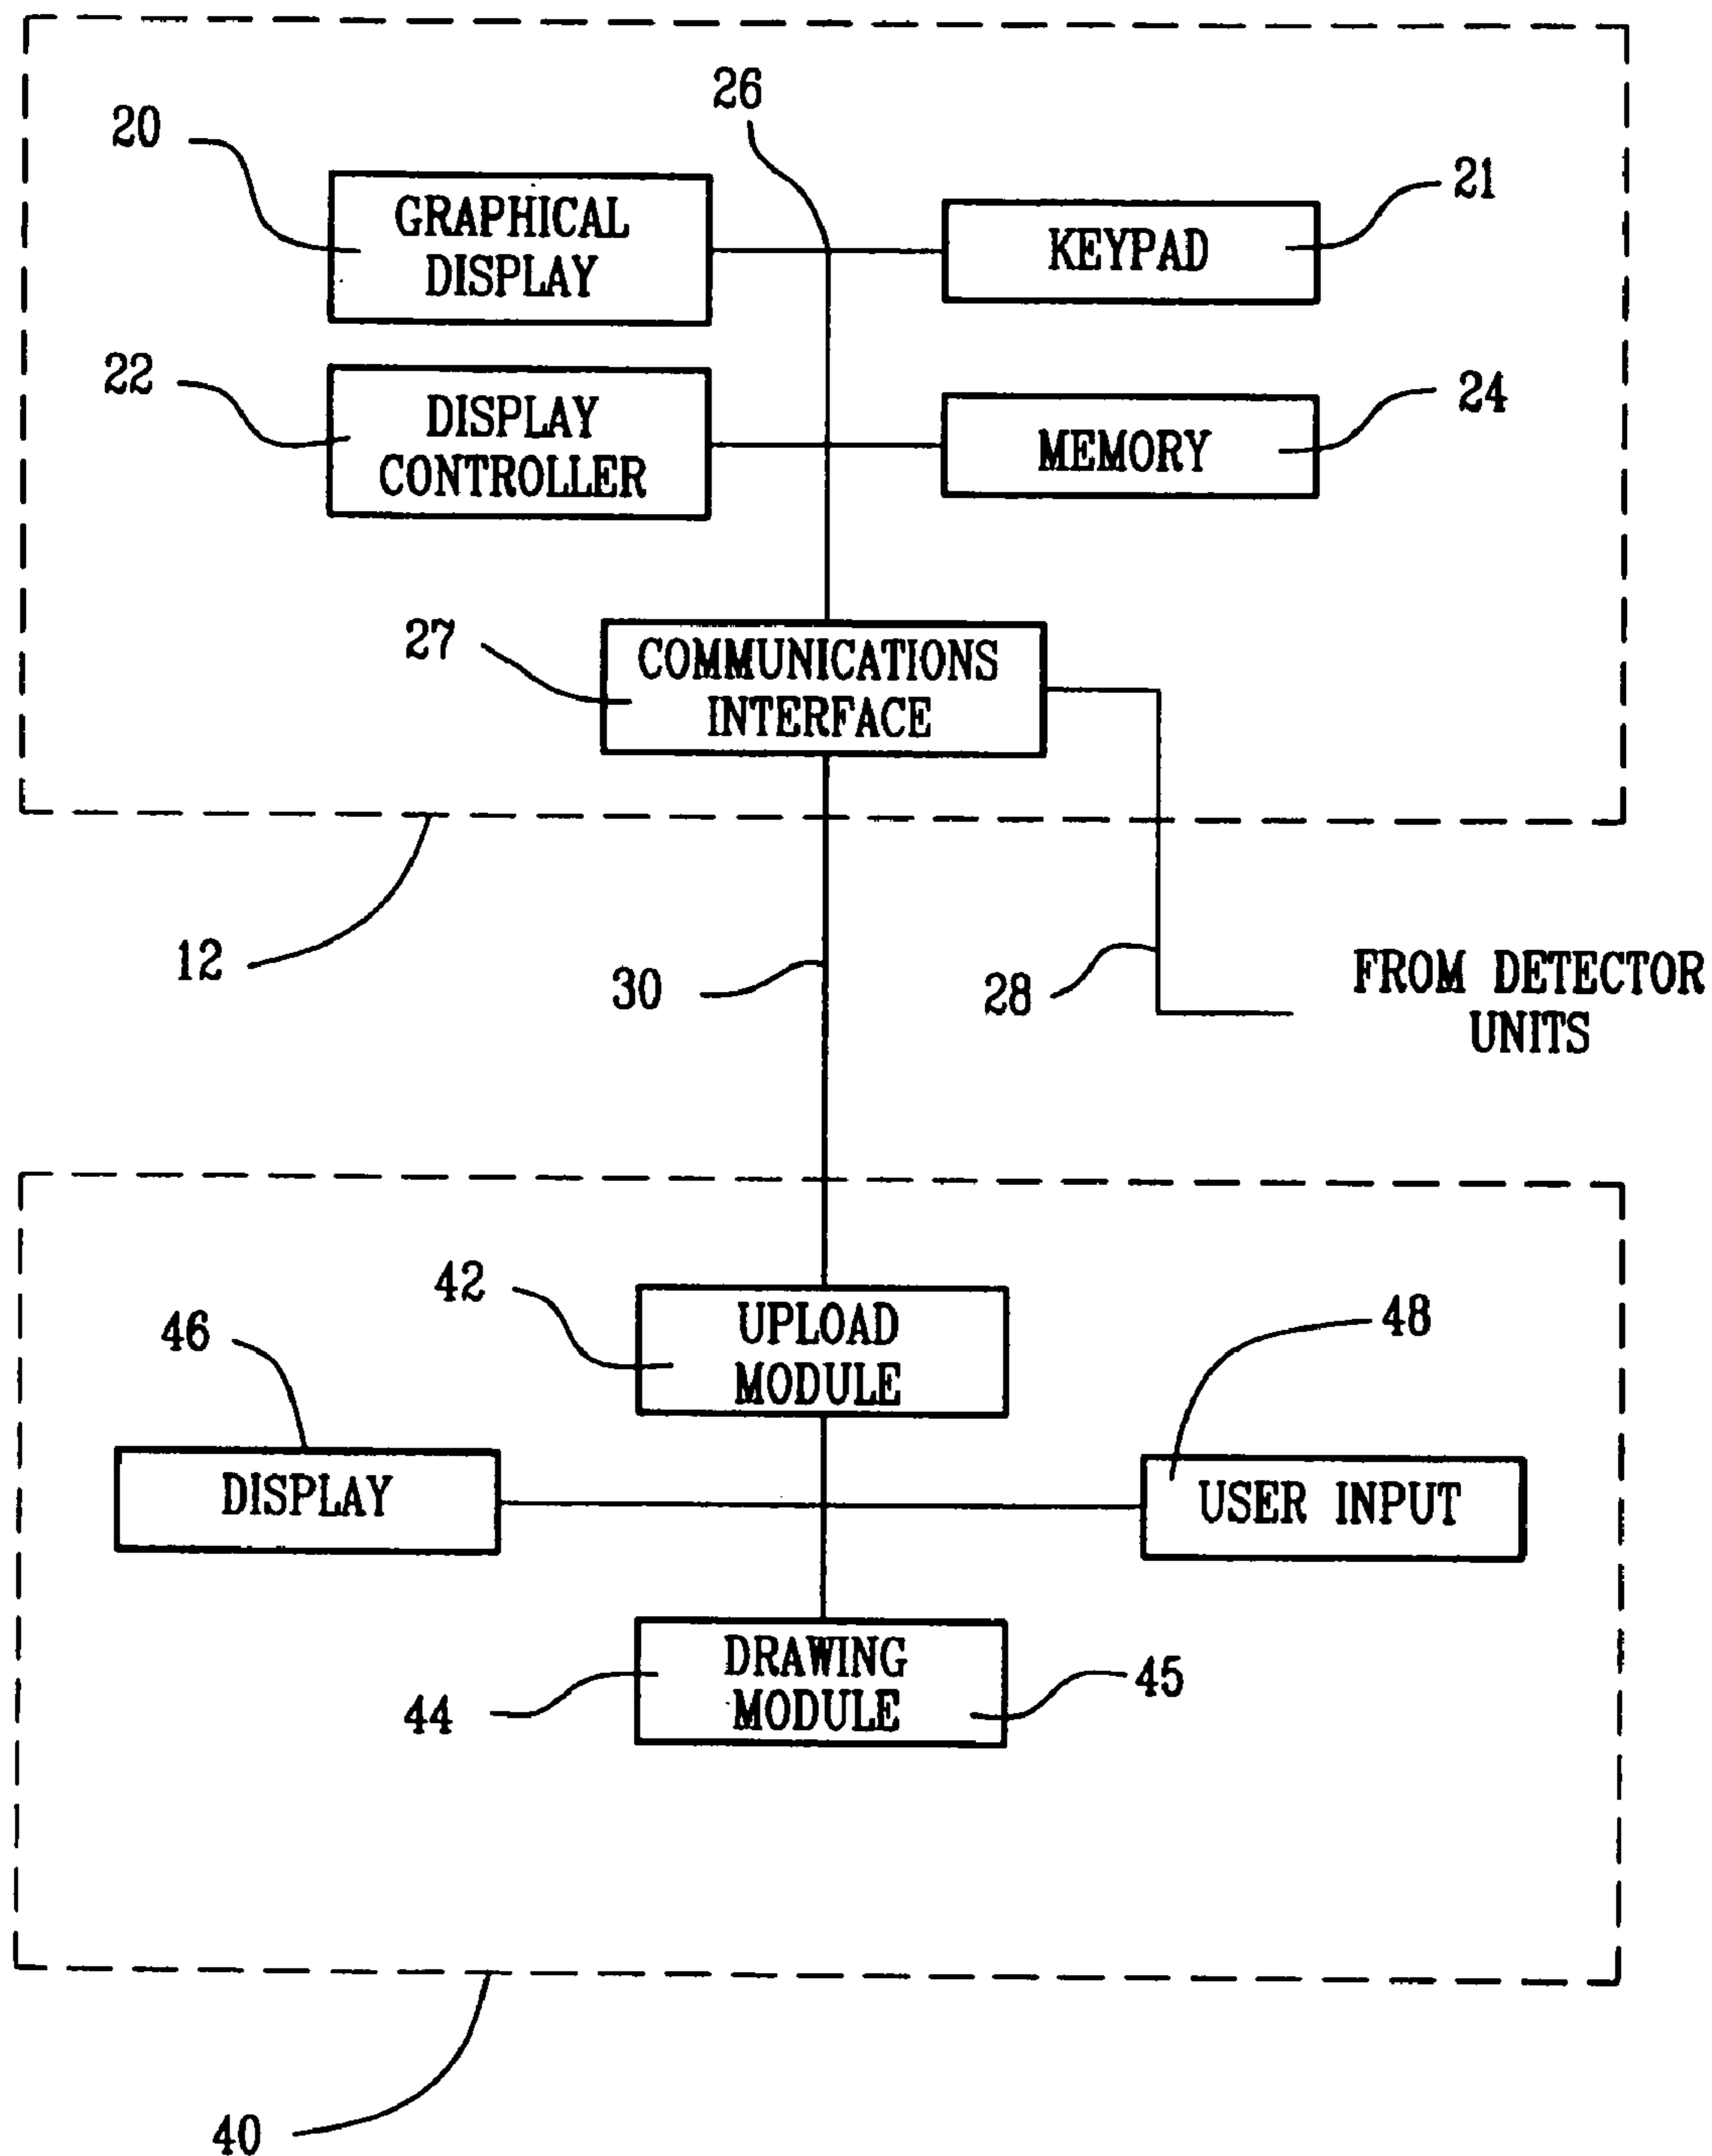 26
20
21
GRAPHICAL
DISPLAY
KEYPAD
22
24
DISPLAY
CONTROLLER
MEMORY
27
COMMUNICATIONS
INTERFACE
12
30
28
FROM DETECTOR
UNITS
42
46
48
UPLOAD
MODULE
DISPLAY
USER INPUT
DRAWING
MODULE
44
45
40